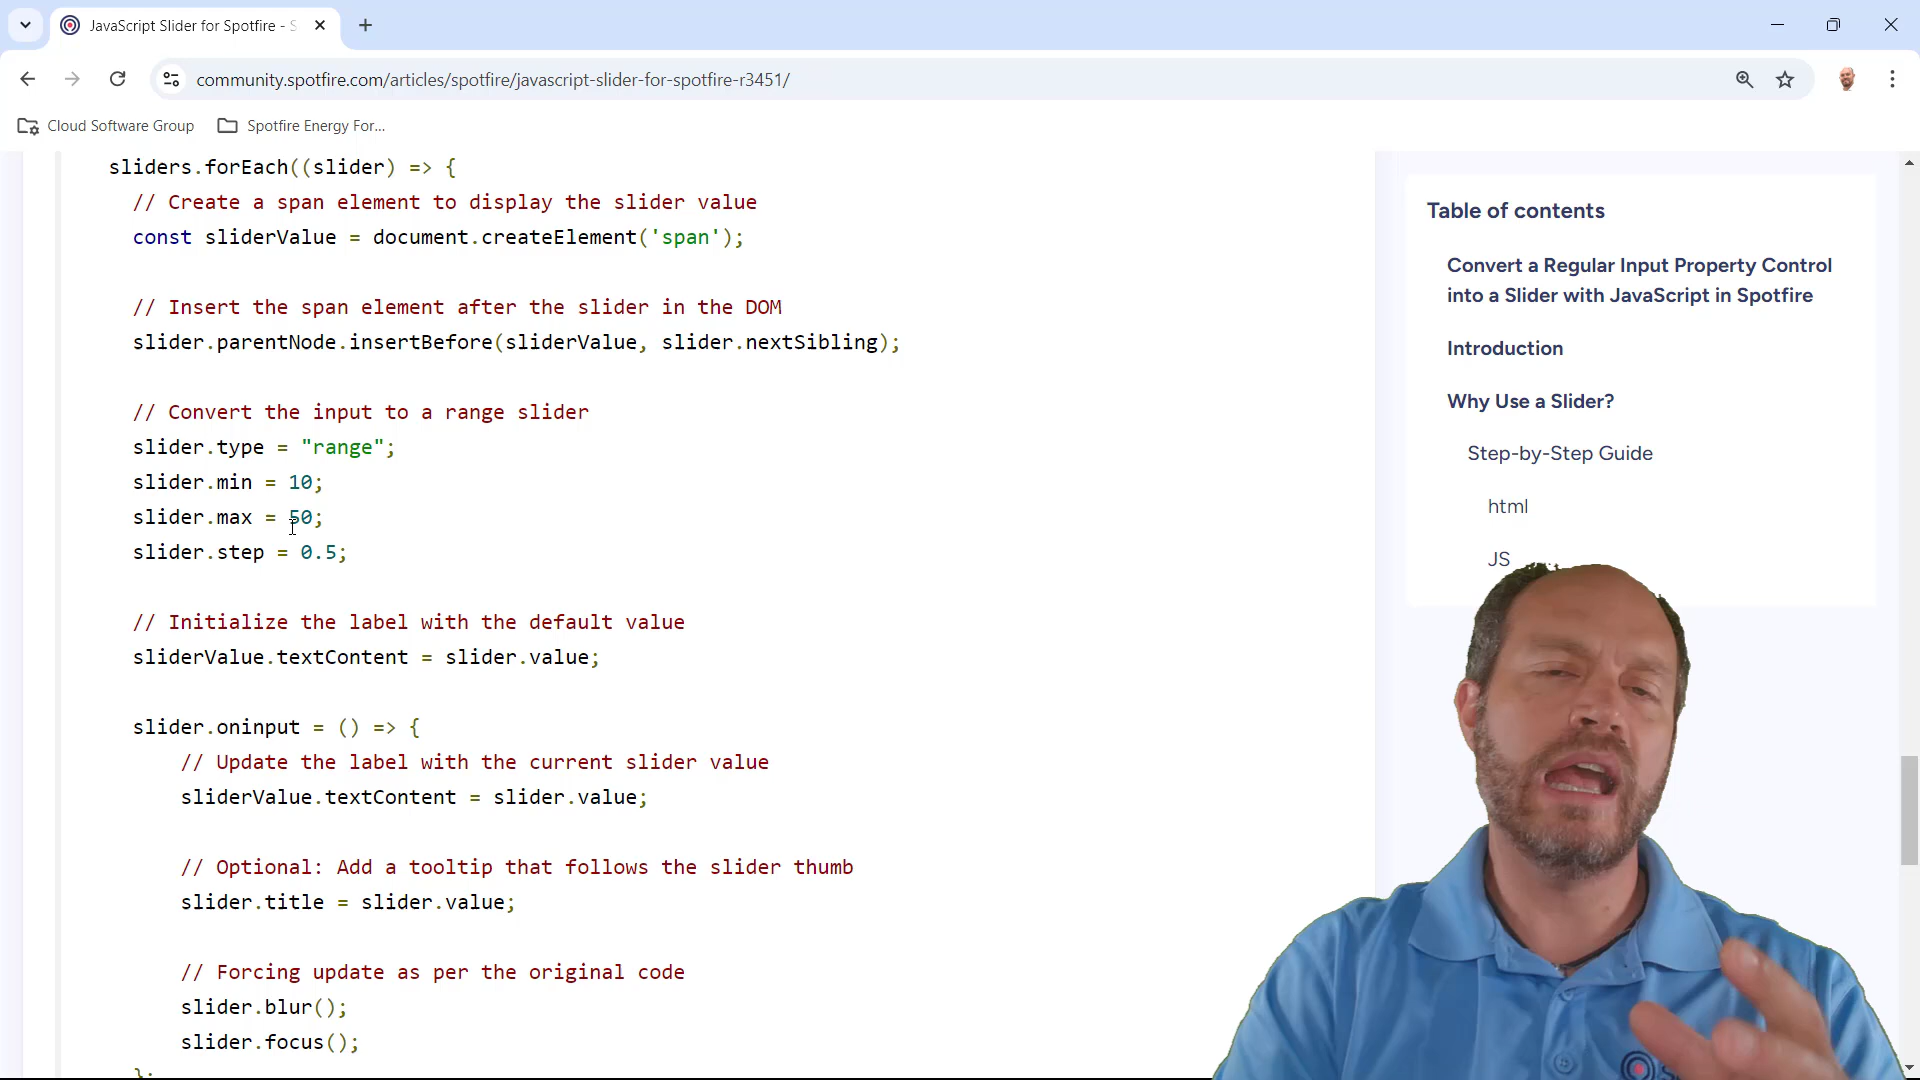 JavaScript Slider for Spotfire - S
community.spotfire.com/articles/spotfire/javascript-slider-for-spotfire-r3451/
Cloud Software Group
Spotfire Energy For...
sliders.forEach((slider) => {
// Create a span element to display the slider value
const sliderValue = document.createElement('span');
// Insert the span element after the slider in the DOM
slider.parentNode.insertBefore(sliderValue, slider.nextSibling);
// Convert the input to a range slider
slider.type = "range";
slider.min = 10;
slider.max = 50;
slider.step = 0.5;
// Initialize the label with the default value
sliderValue.textContent = slider.value;
slider.oninput = () => {
// Update the label with the current slider value
sliderValue.textContent = slider.value;
// Optional: Add a tooltip that follows the slider thumb
slider.title = slider.value;
// Forcing update as per the original code
slider.blur();
slider.focus();
};
Table of contents
Convert a Regular Input Property Control
into a Slider with JavaScript in Spotfire
Introduction
Why Use a Slider?
Step-by-Step Guide
html
JS